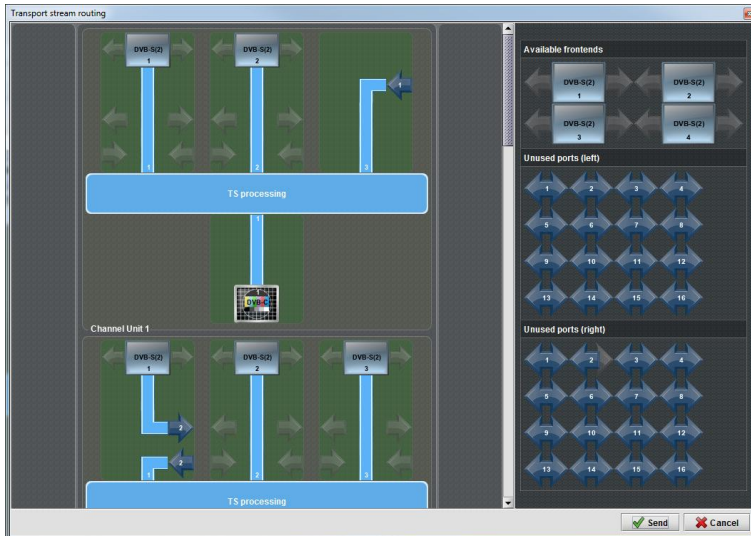 Transport stream routing
DVB-S(2)
1
DVB-S(2)
2
1
1
2
3
TS processing
1
1
DVB-C
Channel Unit 1
DVB-S(2)
1
DVB-S(2)
2
DVB-S(2)
3
2
2
1
2
3
TS processing
Available frontends
DVB-S(2)
1
DVB-S(2)
2
DVB-S(2)
3
DVB-S(2)
4
Unused ports (left)
1 2 3 4
5 6 7 8
9 10 11 12
13 14 15 16
Unused ports (right)
1 2 3 4
5 6 7 8
9 10 11 12
13 14 15 16
Send Cancel